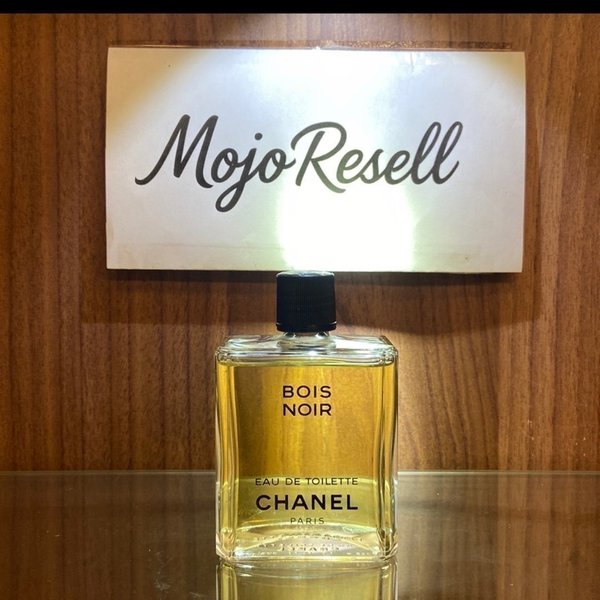 MojoResell
BOIS
NOIR
EAU DE TOILETTE
CHANEL
PARIS